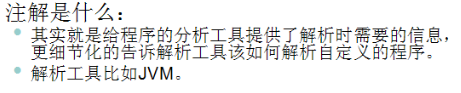 注解是什么：
其实就是给程序的分析工具提供了解析时需要的信息，
更细节化的告诉解析工具该如何解析自定义的程序。
解析工具比如JVM。